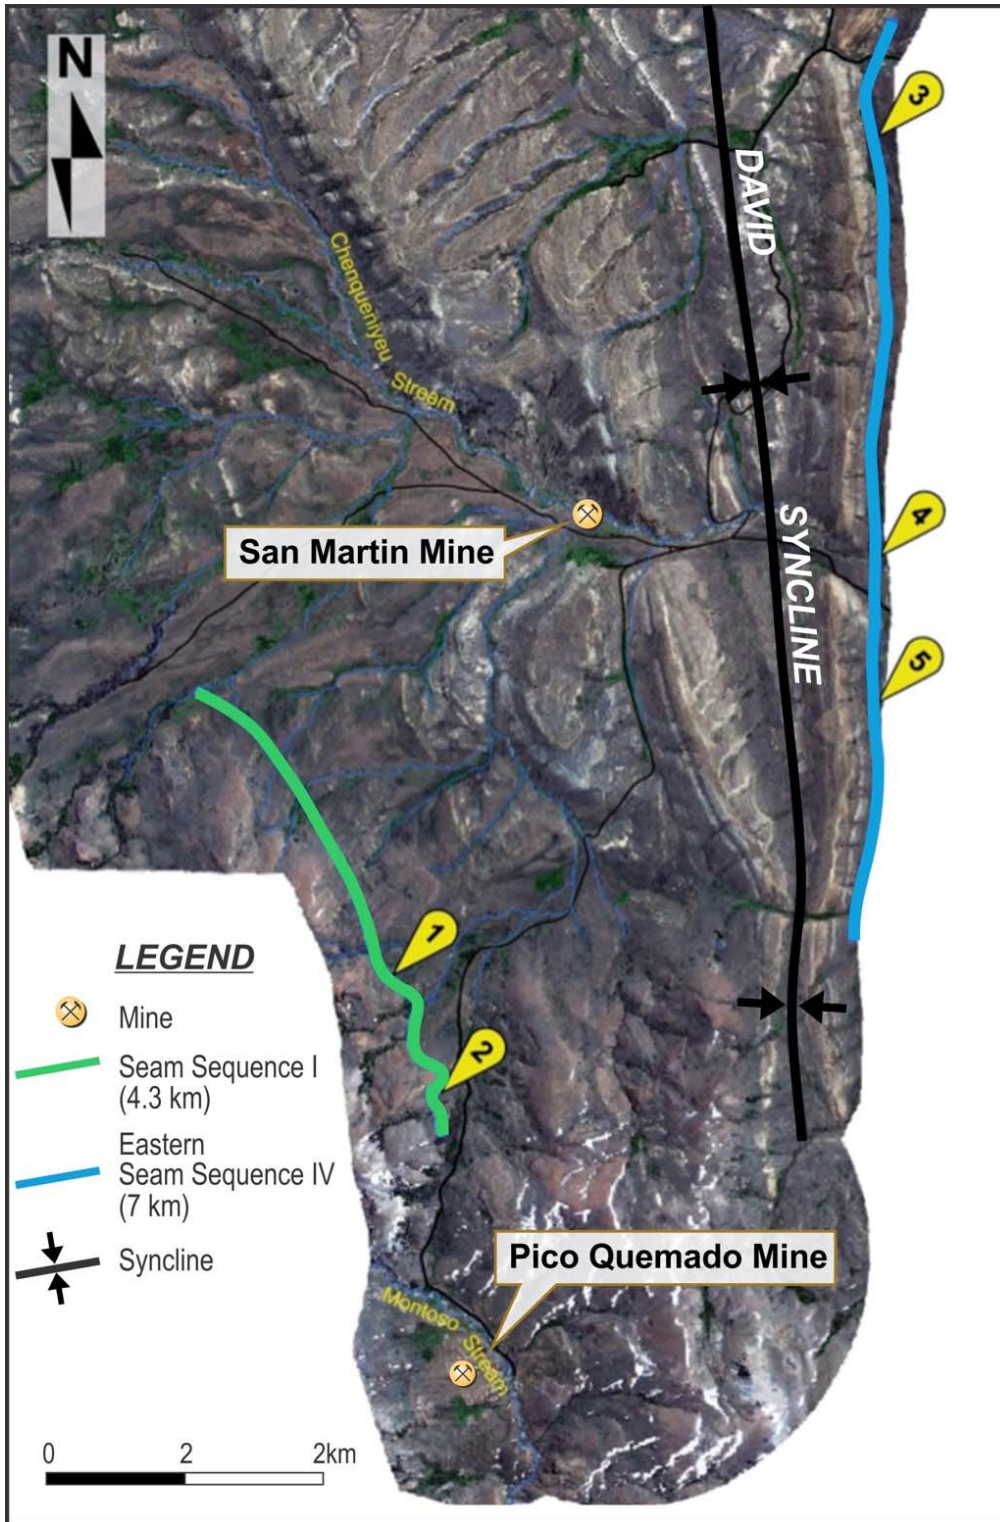 N
3
DAVID
Chenqueniyeu Stream
4
San Martin Mine
SYNCLINE
5
1
LEGEND
Mine
2
Seam Sequence I
(4.3 km)
Eastern
Seam Sequence IV
(7 km)
Syncline
Pico Quemado Mine
Montoso Stream
0 2 2km